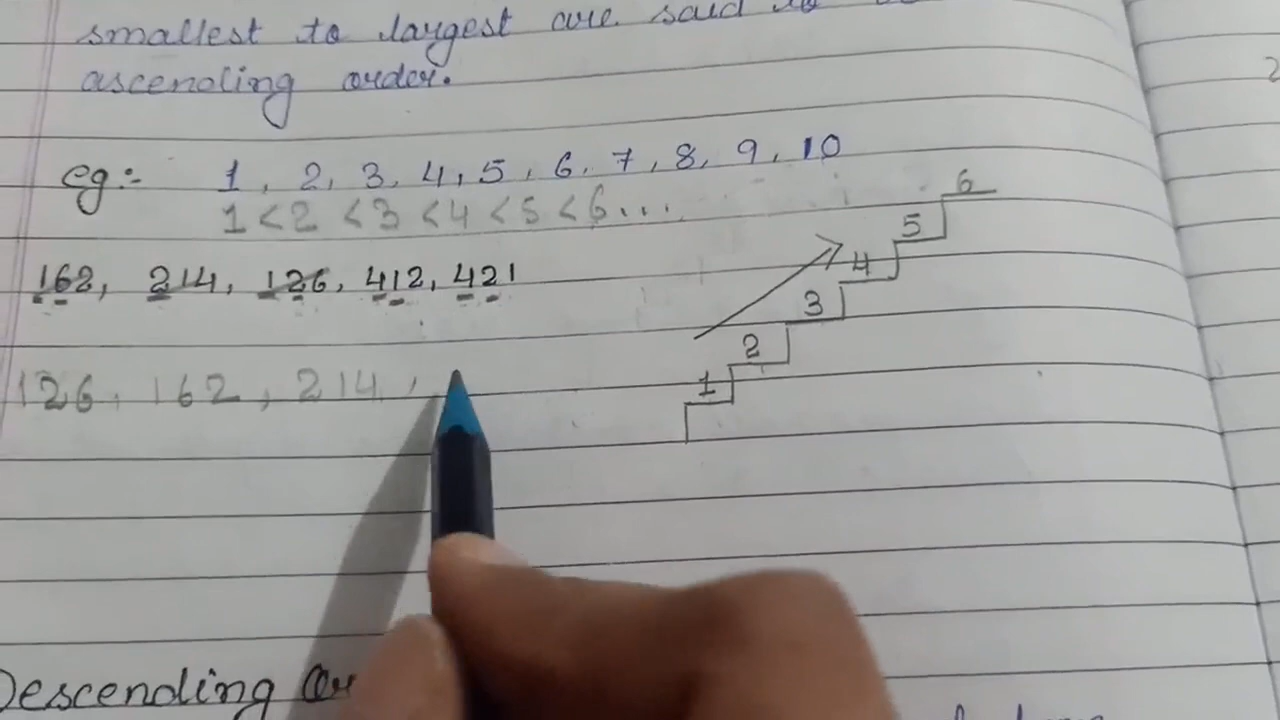 smallest to largest are said to
ascending order.
eg:- 1, 2, 3, 4, 5, 6, 7, 8, 9, 10
1 < 2 < 3 < 4 < 5 < 6 ...
162, 214, 126, 412, 421
126, 162, 214,
1
2
3
4
5
6
2
Descending Or